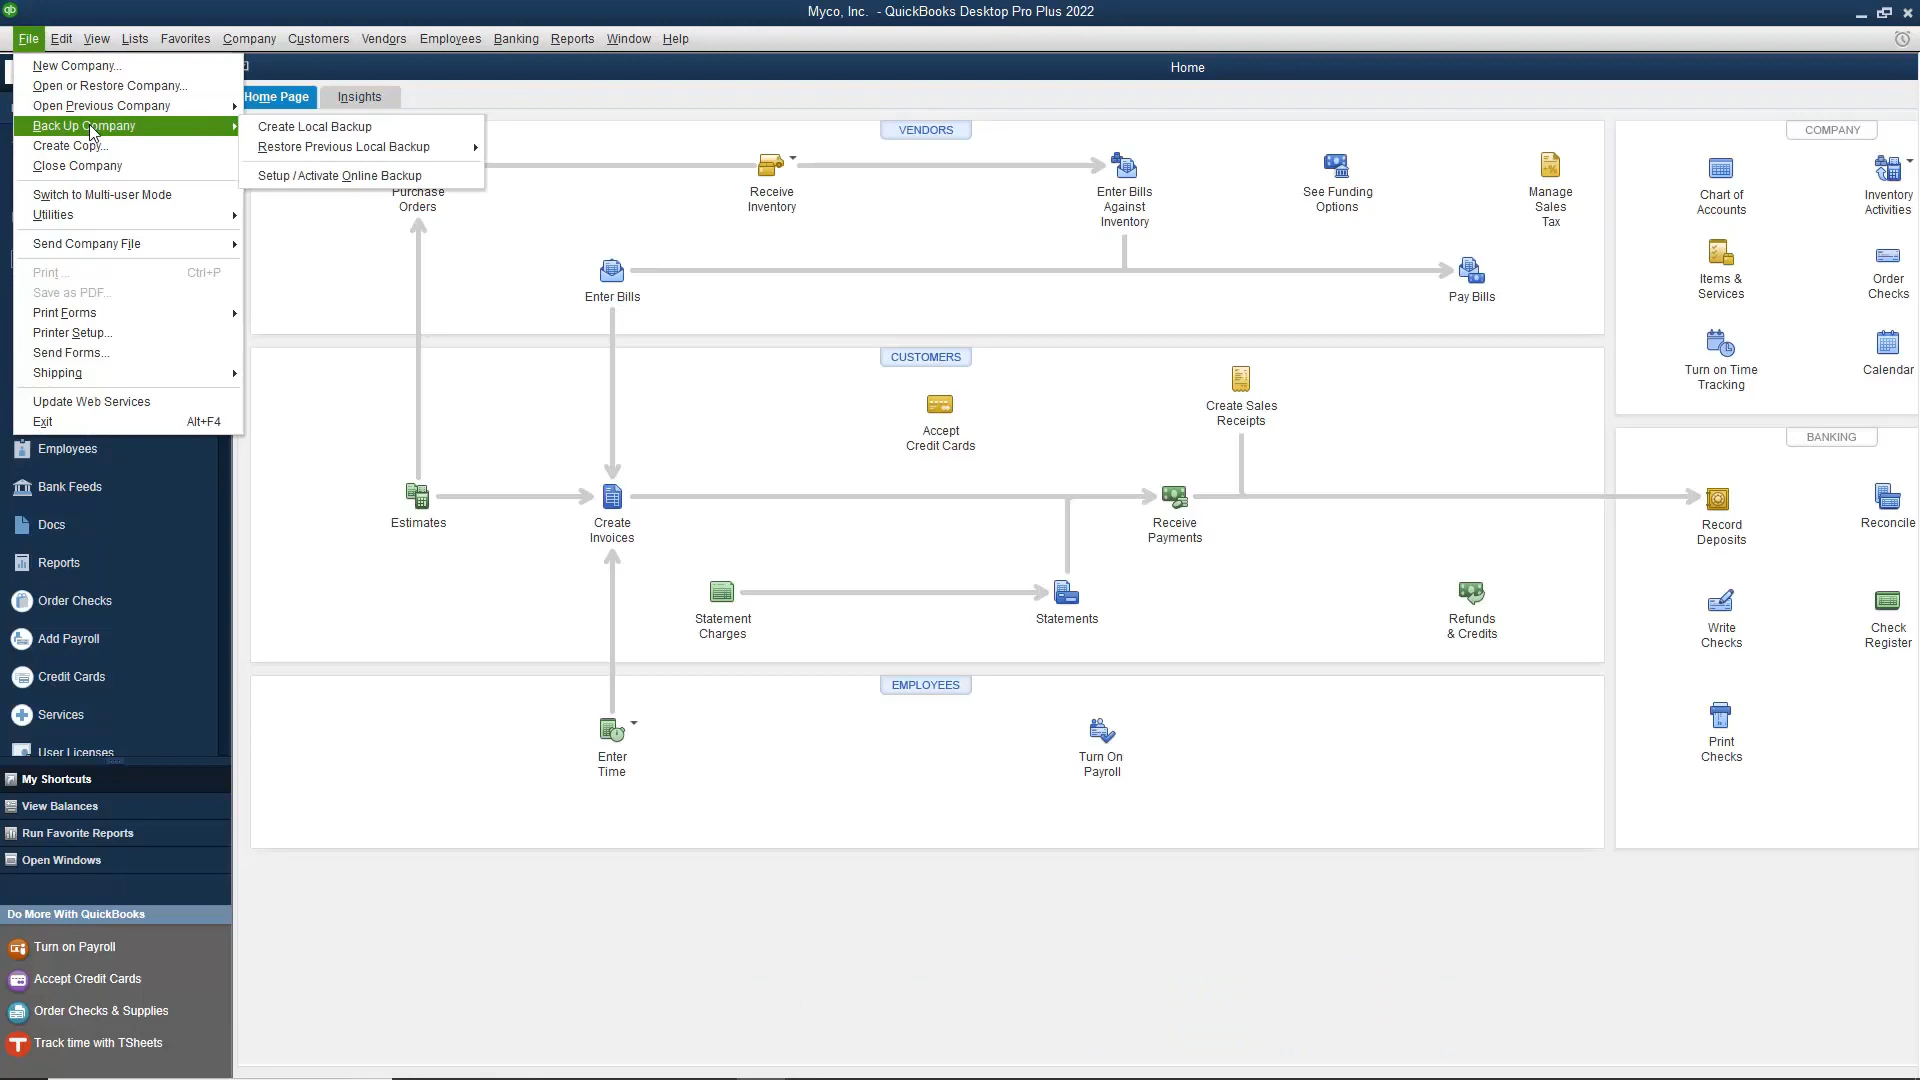 Myco, Inc.  - QuickBooks Desktop Pro Plus 2022
File Edit View Lists Favorites Company Customers Vendors Employees Banking Reports Window Help
New Company...
Open or Restore Company...
Open Previous Company
Back Up Company
Create Copy...
Close Company
Switch to Multi-user Mode
Utilities
Send Company File
Print ... Ctrl+P
Save as PDF...
Print Forms
Printer Setup...
Send Forms...
Shipping
Update Web Services
Exit Alt+F4
Create Local Backup
Restore Previous Local Backup
Setup / Activate Online Backup
Home
Home Page Insights
VENDORS
Purchase
Orders
Receive
Inventory
Enter Bills
Against
Inventory
See Funding
Options
Manage
Sales
Tax
Enter Bills
Pay Bills
CUSTOMERS
Accept
Credit Cards
Create Sales
Receipts
Estimates
Create
Invoices
Receive
Payments
Statement
Charges
Statements
Refunds
& Credits
EMPLOYEES
Enter
Time
Turn On
Payroll
COMPANY
Chart of
Accounts
Inventory
Activities
Items &
Services
Order
Checks
Turn on Time
Tracking
Calendar
BANKING
Record
Deposits
Reconcile
Write
Checks
Check
Register
Print
Checks
Employees
Bank Feeds
Docs
Reports
Order Checks
Add Payroll
Credit Cards
Services
User Licenses
My Shortcuts
View Balances
Run Favorite Reports
Open Windows
Do More With QuickBooks
Turn on Payroll
Accept Credit Cards
Order Checks & Supplies
Track time with TSheets